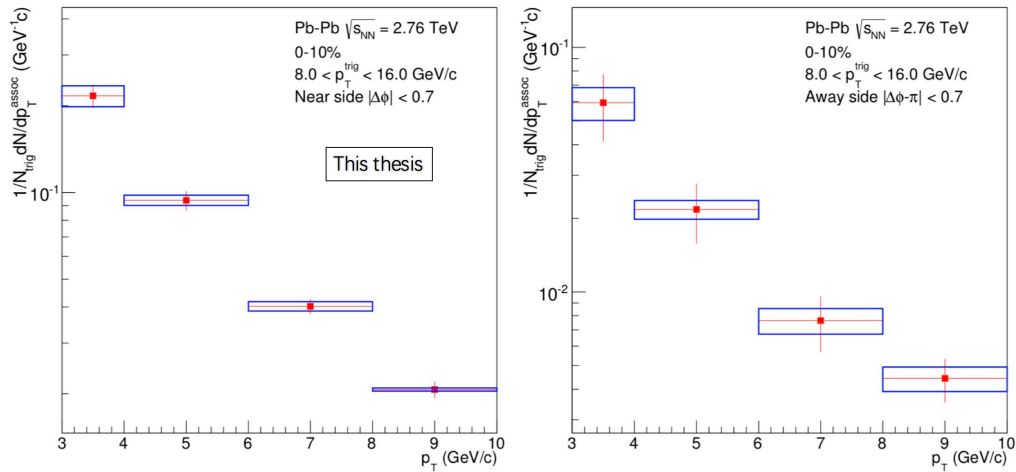 Pb-Pb √s_NN = 2.76 TeV
0-10%
8.0 < p_T^trig < 16.0 GeV/c
Near side |Δϕ| < 0.7
This thesis
1/N_trig dN/dp_T^assoc (GeV⁻¹c)
10⁻¹
3 4 5 6 7 8 9 10
p_T (GeV/c)
Pb-Pb √s_NN = 2.76 TeV
0-10%
8.0 < p_T^trig < 16.0 GeV/c
Away side |Δϕ-π| < 0.7
1/N_trig dN/dp_T^assoc (GeV⁻¹c)
10⁻¹
10⁻²
3 4 5 6 7 8 9 10
p_T (GeV/c)